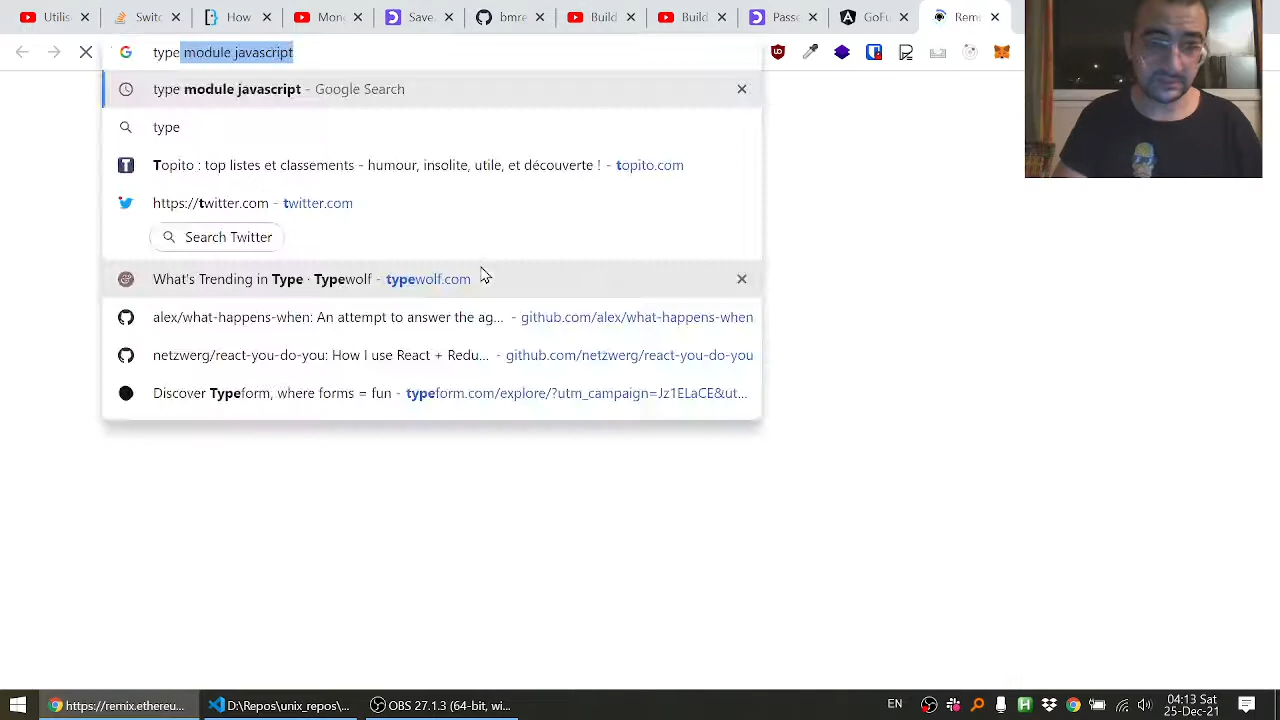 Utilis
Switc
How
Mone
Save.
bmre
Build
Build
Passe
GoFu
Remi
type module javascript
type module javascript - Google Search
type
Topito : top listes et classements - humour, insolite, utile, et découverte ! - topito.com
https://twitter.com - twitter.com
Search Twitter
What's Trending in Type · Typewolf - typewolf.com
alex/what-happens-when: An attempt to answer the ag... - github.com/alex/what-happens-when
netzwerg/react-you-do-you: How I use React + Redu... - github.com/netzwerg/react-you-do-you
Discover Typeform, where forms = fun - typeform.com/explore/?utm_campaign=Jz1ELaCE&ut...
https://remix.ethereu...
D:\Repos\unix_repos\...
OBS 27.1.3 (64-bit, wi...
EN
04:13 Sat
25-Dec-21